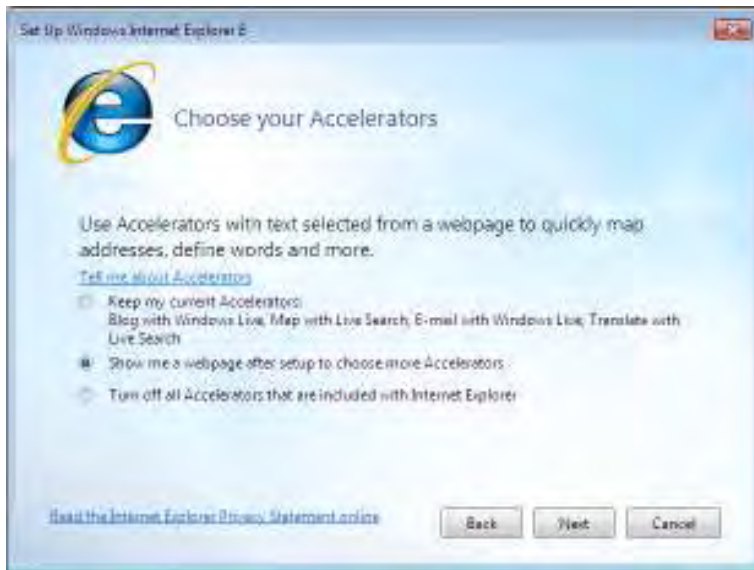 Set Up Windows Internet Explorer 8
Choose your Accelerators
Use Accelerators with text selected from a webpage to quickly map
addresses, define words and more.
Tell me about Accelerators
Keep my current Accelerators:
Blog with Windows Live, Map with Live Search, E-mail with Windows Live, Translate with
Live Search
Show me a webpage after setup to choose more Accelerators
Turn off all Accelerators that are included with Internet Explorer
Read the Internet Explorer Privacy Statement online
Back
Next
Cancel